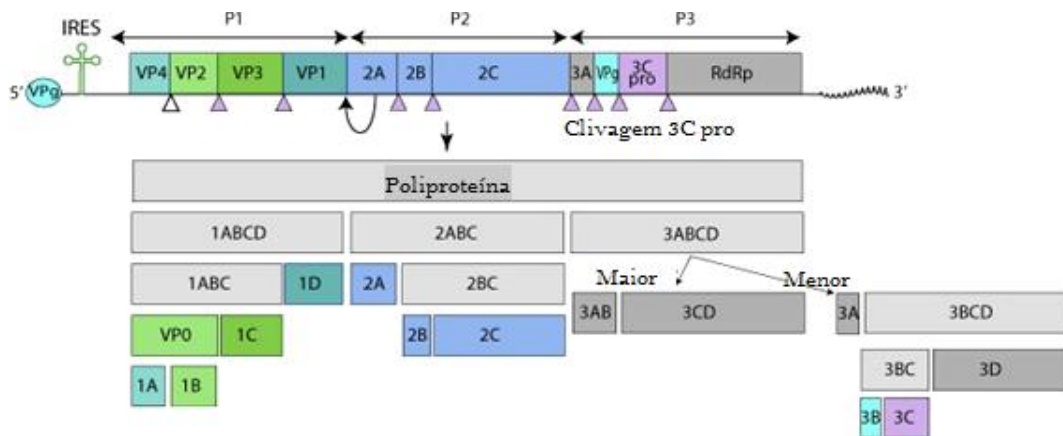 IRES P1 P2 P3
VP4 VP2 VP3 VP1 2A 2B 2C 3A VPg 3C pro RdRp
5' VPg 3'
Clivagem 3C pro
Poliproteína
1ABCD 2ABC 3ABCD
Maior Menor
1ABC 1D 2A 2BC
3AB 3CD 3A 3BCD
VP0 1C 2B 2C
3BC 3D
1A 1B
3B 3C